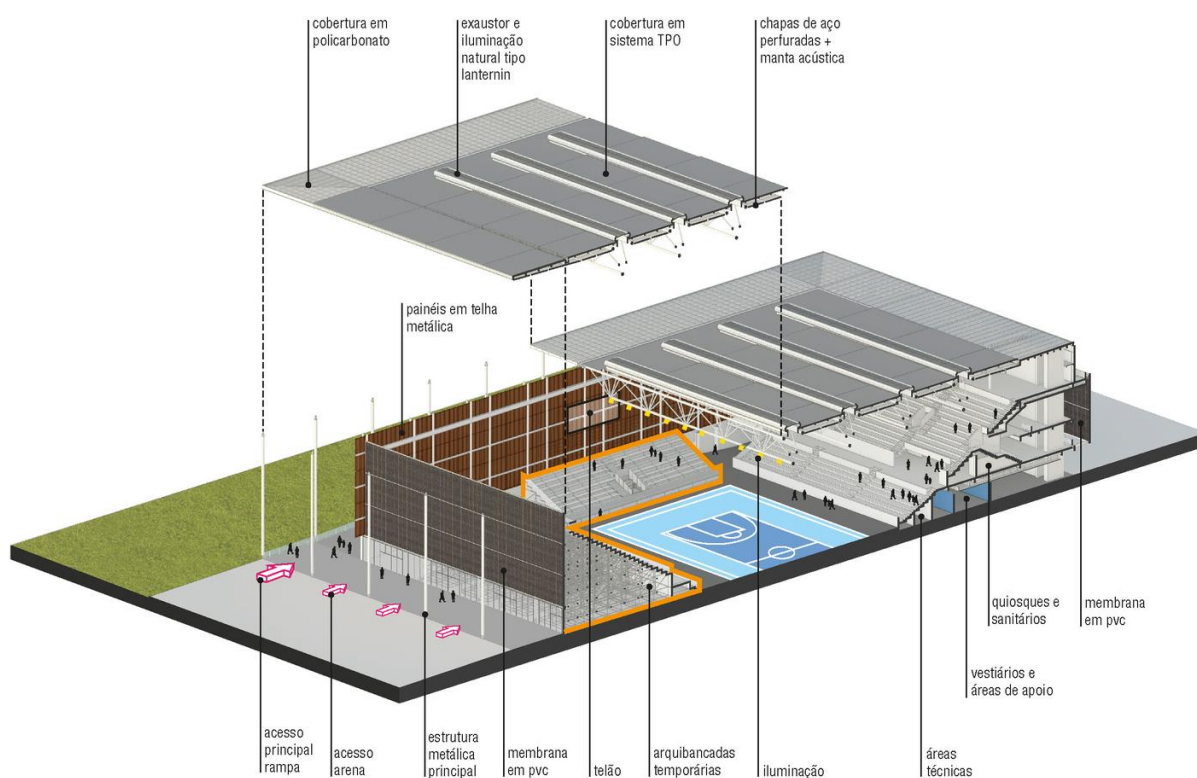 cobertura em
policarbonato
exaustor e
iluminação
natural tipo
lanternin
cobertura em
sistema TPO
chapas de aço
perfuradas +
manta acústica
painéis em telha
metálica
quiosques e
sanitários
membrana
em pvc
vestiários e
áreas de apoio
acesso
principal
rampa
acesso
arena
estrutura
metálica
principal
membrana
em pvc
telão
arquibancadas
temporárias
iluminação
áreas
técnicas